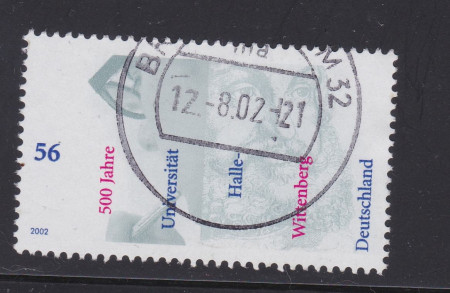 56
500 Jahre
Universität
Halle-
Wittenberg
Deutschland
2002
12.-8.02-21
M 32